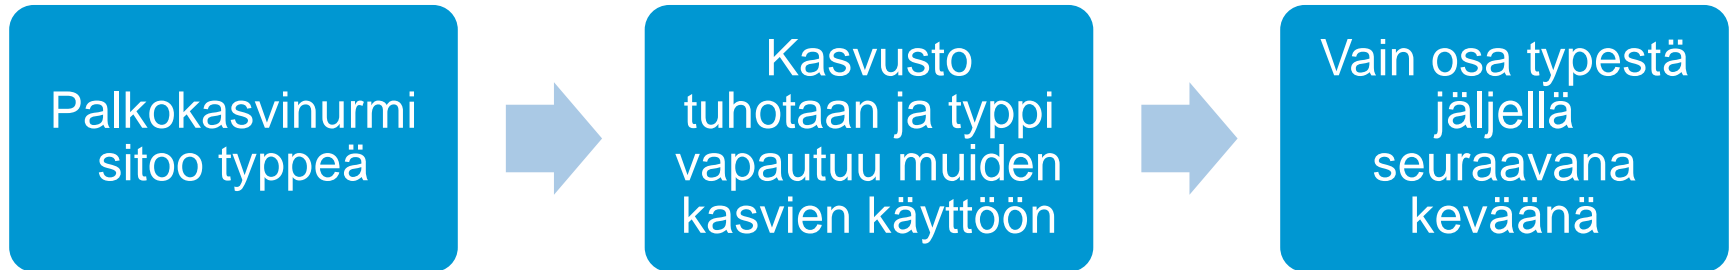 Palkokasvinurmi
sitoo typpeä
Kasvusto
tuhotaan ja typpi
vapautuu muiden
kasvien käyttöön
Vain osa typestä
jäljellä
seuraavana
keväänä